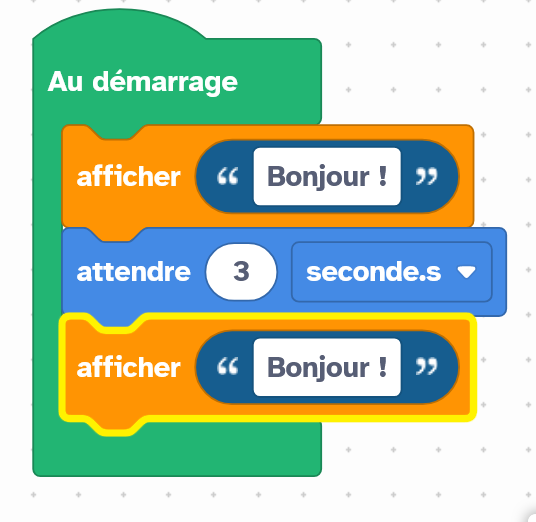 Au démarrage
afficher “ Bonjour ! ”
attendre 3 seconde.s
afficher “ Bonjour ! ”